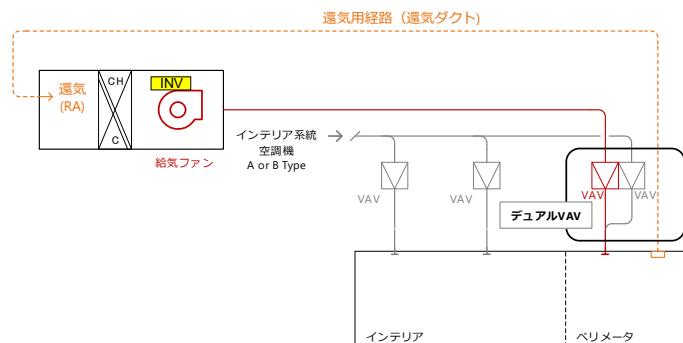 還気用経路（還気ダクト)
還気
(RA)
CH
C
INV
給気ファン
インテリア系統
空調機
A or B Type
VAV
VAV
VAV
VAV
デュアルVAV
インテリア
ペリメータ